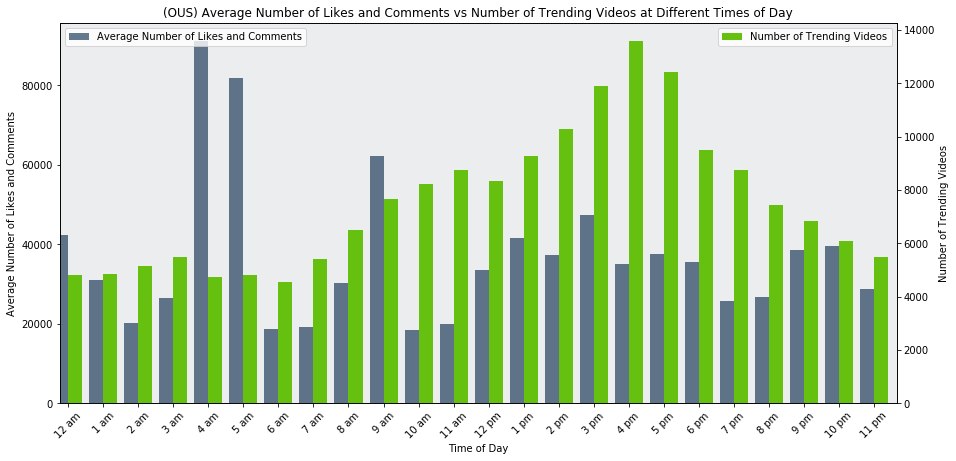 (OUS) Average Number of Likes and Comments vs Number of Trending Videos at Different Times of Day
Average Number of Likes and Comments
Number of Trending Videos
Average Number of Likes and Comments
80000
60000
40000
20000
0
14000
12000
10000
8000
6000
4000
2000
0
Number of Trending Videos
12 am
1 am
2 am
3 am
4 am
5 am
6 am
7 am
8 am
9 am
10 am
11 am
12 pm
1 pm
2 pm
3 pm
4 pm
5 pm
6 pm
7 pm
8 pm
9 pm
10 pm
11 pm
Time of Day